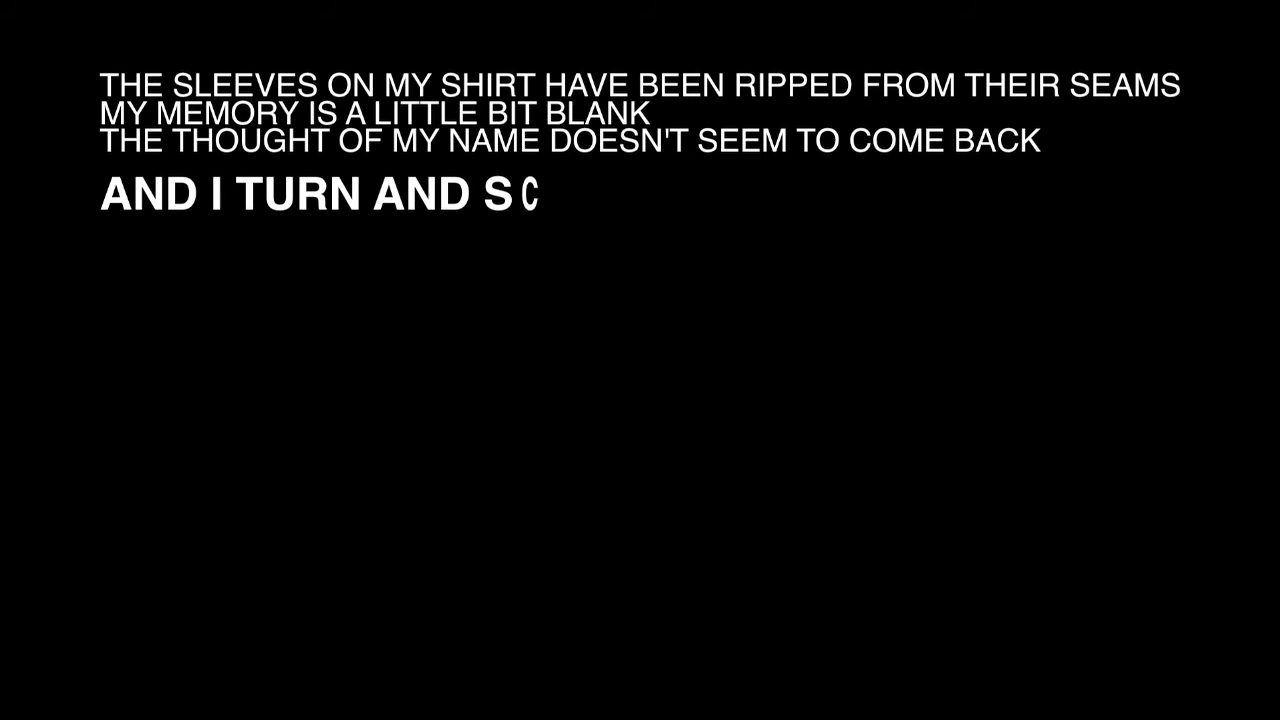 THE SLEEVES ON MY SHIRT HAVE BEEN RIPPED FROM THEIR SEAMS
MY MEMORY IS A LITTLE BIT BLANK
THE THOUGHT OF MY NAME DOESN'T SEEM TO COME BACK
AND I TURN AND SC